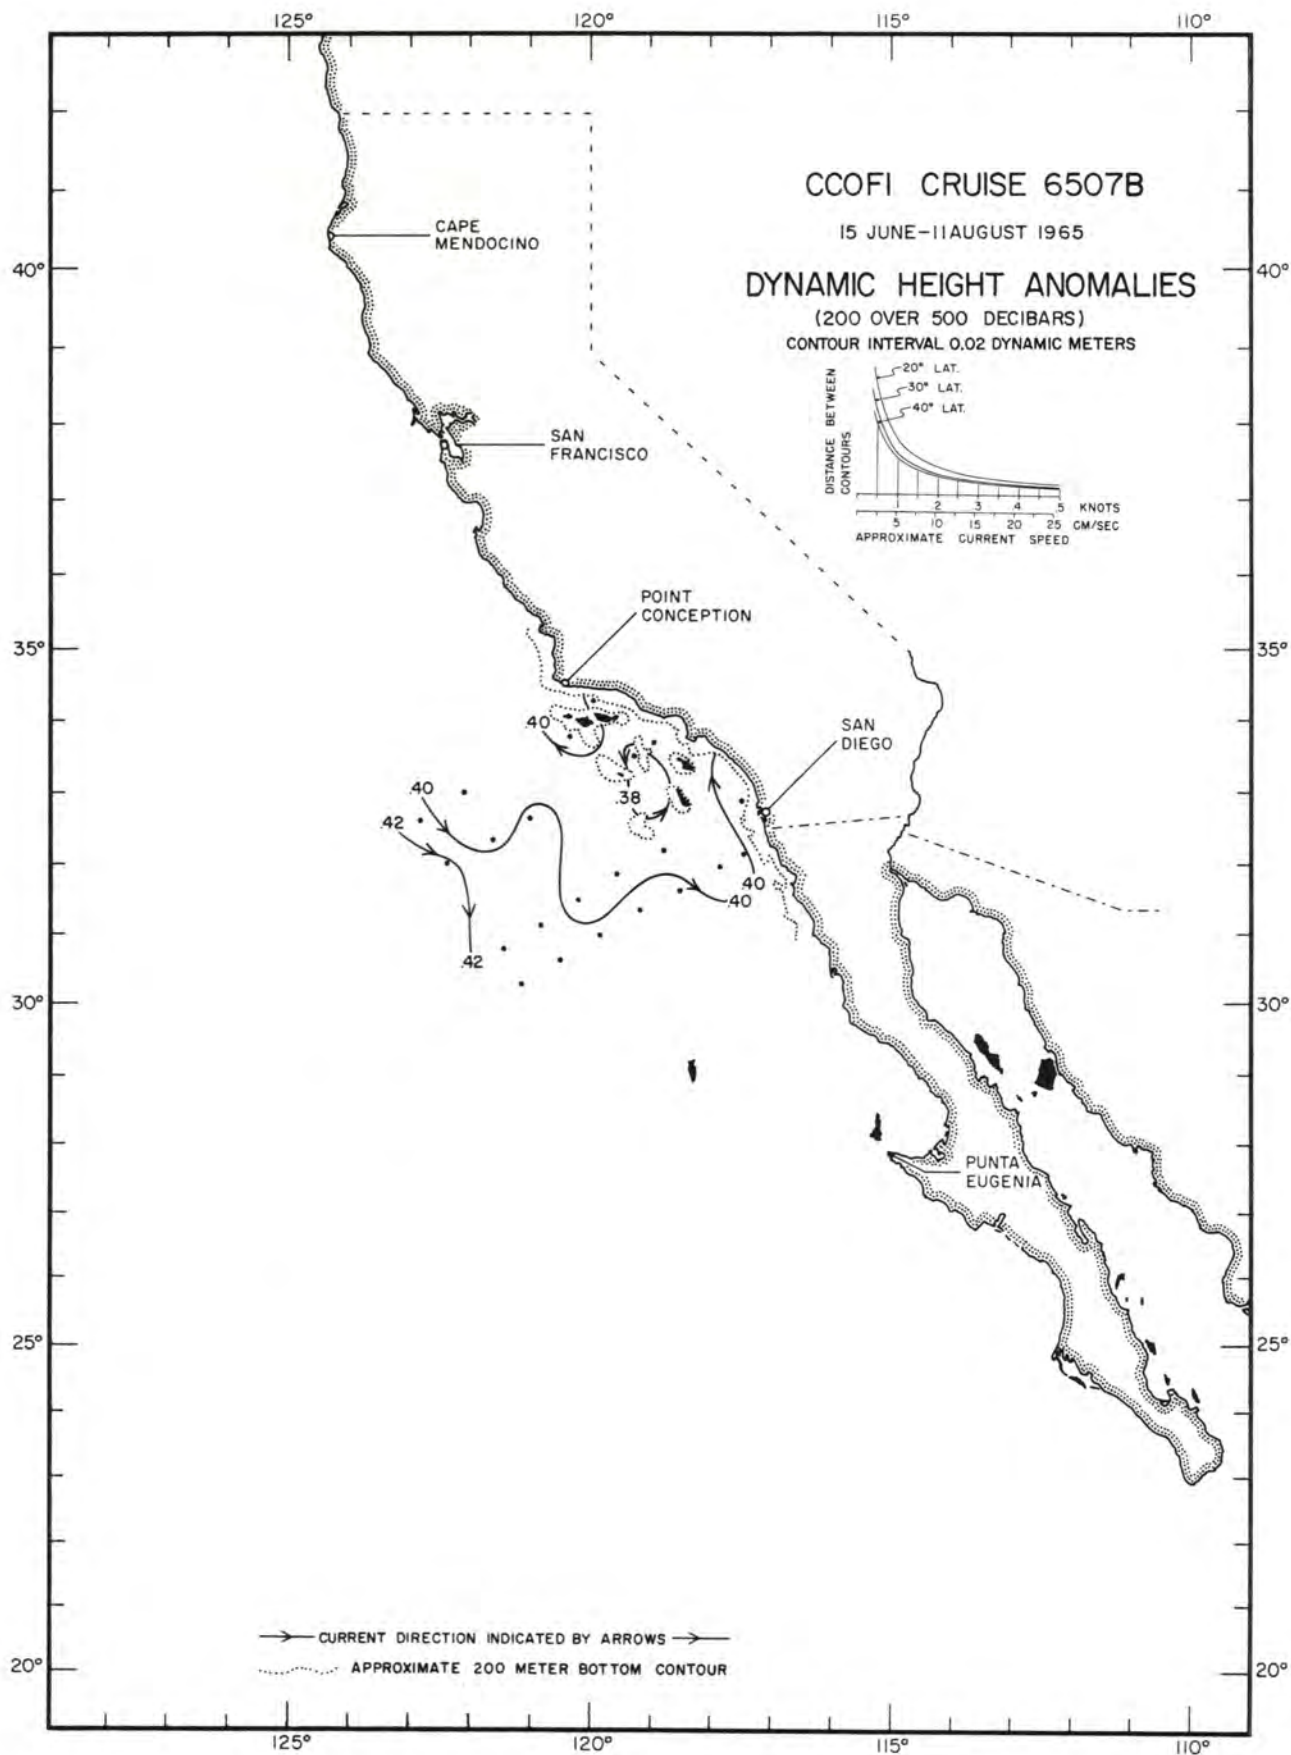 125° 120° 115° 110°
CCOFI CRUISE 6507B
15 JUNE-11 AUGUST 1965
DYNAMIC HEIGHT ANOMALIES
(200 OVER 500 DECIBARS)
CONTOUR INTERVAL 0.02 DYNAMIC METERS
20° LAT.
30° LAT.
40° LAT.
DISTANCE BETWEEN
CONTOURS
.1 .2 .3 .4 .5 KNOTS
5 10 15 20 25 CM/SEC
APPROXIMATE CURRENT SPEED
CAPE
MENDOCINO
40° 40°
SAN
FRANCISCO
POINT
CONCEPTION
35° 35°
SAN
DIEGO
.40
.38
.40
.42
.40
.40
.42
30° 30°
PUNTA
EUGENIA
25° 25°
CURRENT DIRECTION INDICATED BY ARROWS
APPROXIMATE 200 METER BOTTOM CONTOUR
20° 20°
125° 120° 115° 110°